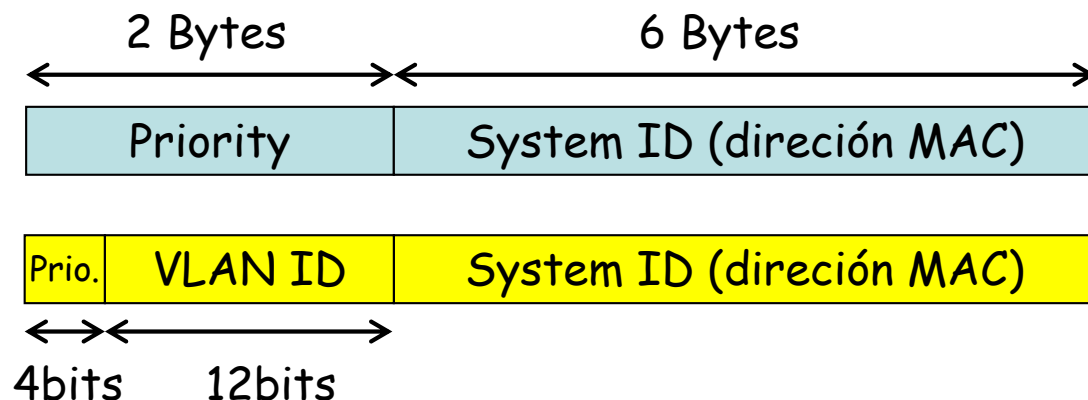 2 Bytes 6 Bytes
Priority System ID (direción MAC)
Prio. VLAN ID System ID (direción MAC)
4bits 12bits